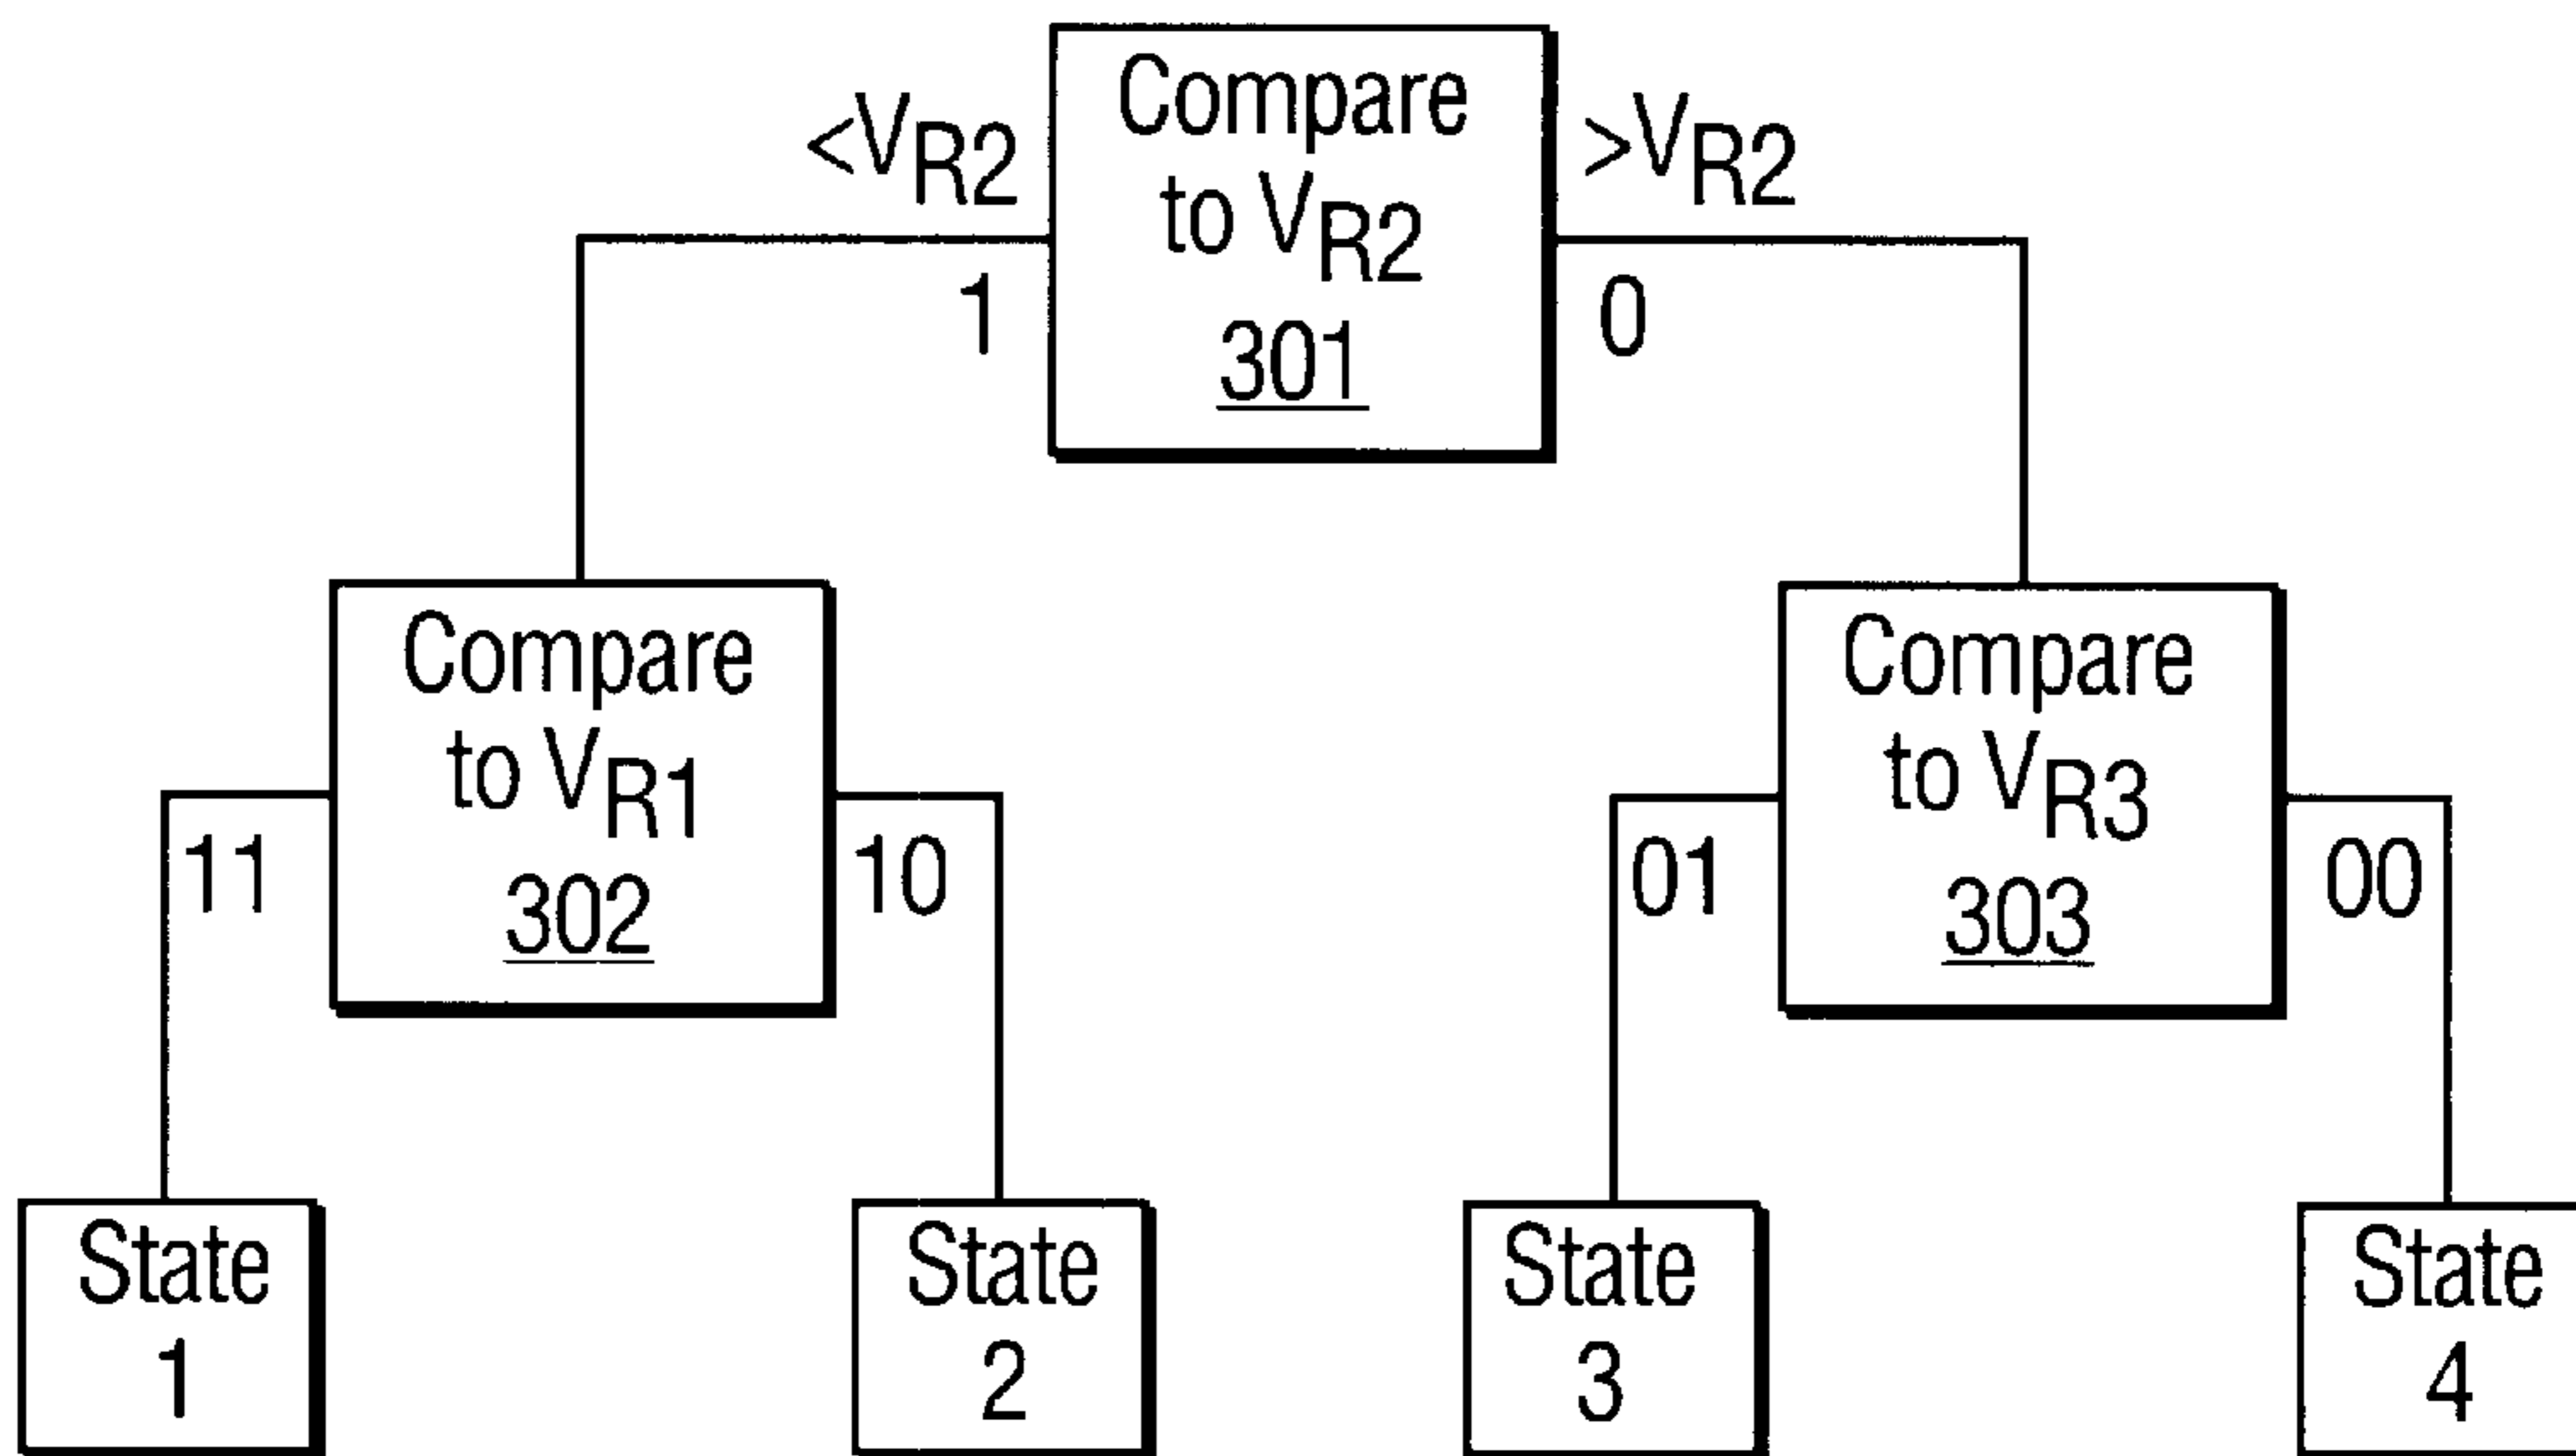 Compare
to VR2
301
<VR2
1
>VR2
0
Compare
to VR1
302
11
10
Compare
to VR3
303
01
00
State
1
State
2
State
3
State
4